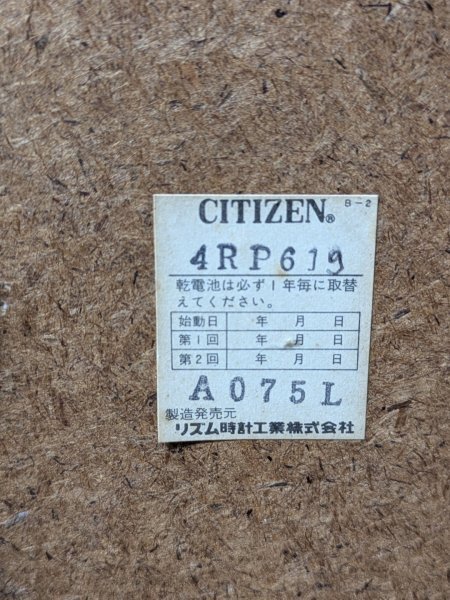 CITIZEN® B-2
4RP619
乾電池は必ず1年毎に取替
えてください。
始動日 年 月 日
第1回 年 月 日
第2回 年 月 日
A075L
製造発売元
リズム時計工業株式会社